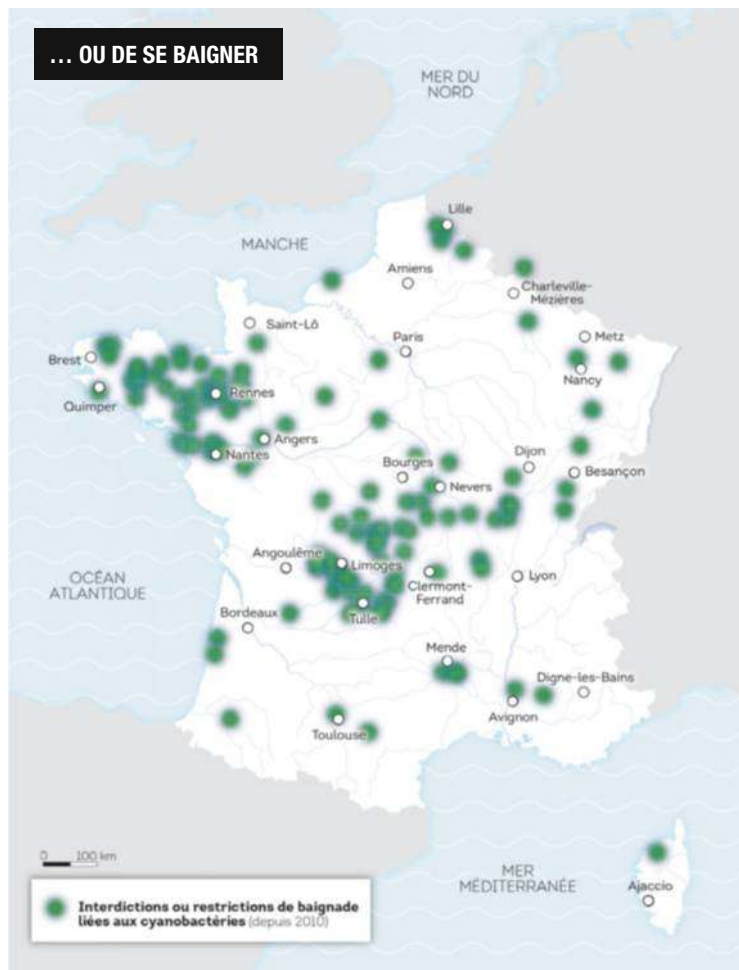 … OU DE SE BAIGNER
MER DU
NORD
Lille
MANCHE
Amiens
Charleville-
Mézières
Saint-Lô
Metz
Paris
Brest
Nancy
Rennes
Quimper
Angers
Dijon
Nantes
Bourges
Besançon
Nevers
Angoulême
Limoges
OCÉAN
ATLANTIQUE
Clermont-
Ferrand
Lyon
Bordeaux
Tulle
Mende
Digne-les-Bains
Avignon
Toulouse
0 100 km
MER
MÉDITERRANÉE
Ajaccio
Interdictions ou restrictions de baignade
liées aux cyanobactéries (depuis 2010)